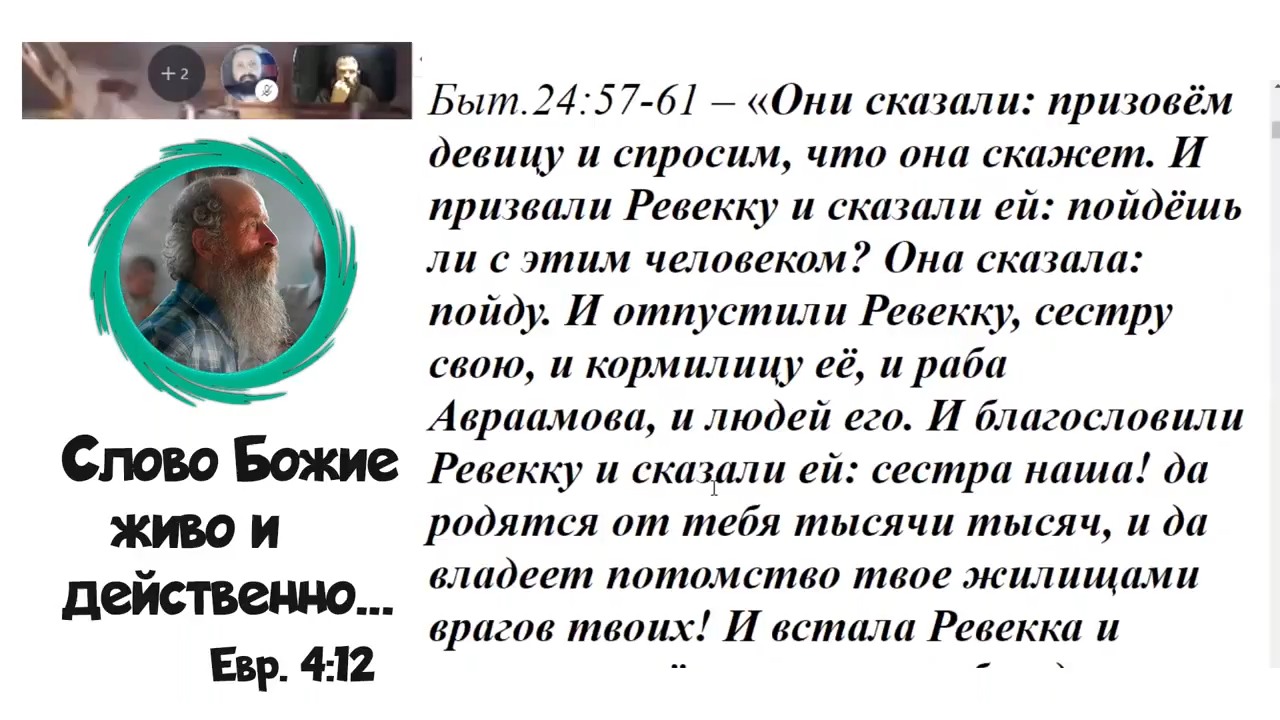 +2
Слово Божие
живо и
действенно...
Евр. 4:12
Быт.24:57-61 – «Они сказали: призовём
девицу и спросим, что она скажет. И
призвали Ревекку и сказали ей: пойдёшь
ли с этим человеком? Она сказала:
пойду. И отпустили Ревекку, сестру
свою, и кормилицу её, и раба
Авраамова, и людей его. И благословили
Ревекку и сказали ей: сестра наша! да
родятся от тебя тысячи тысяч, и да
владеет потомство твое жилищами
врагов твоих! И встала Ревекка и